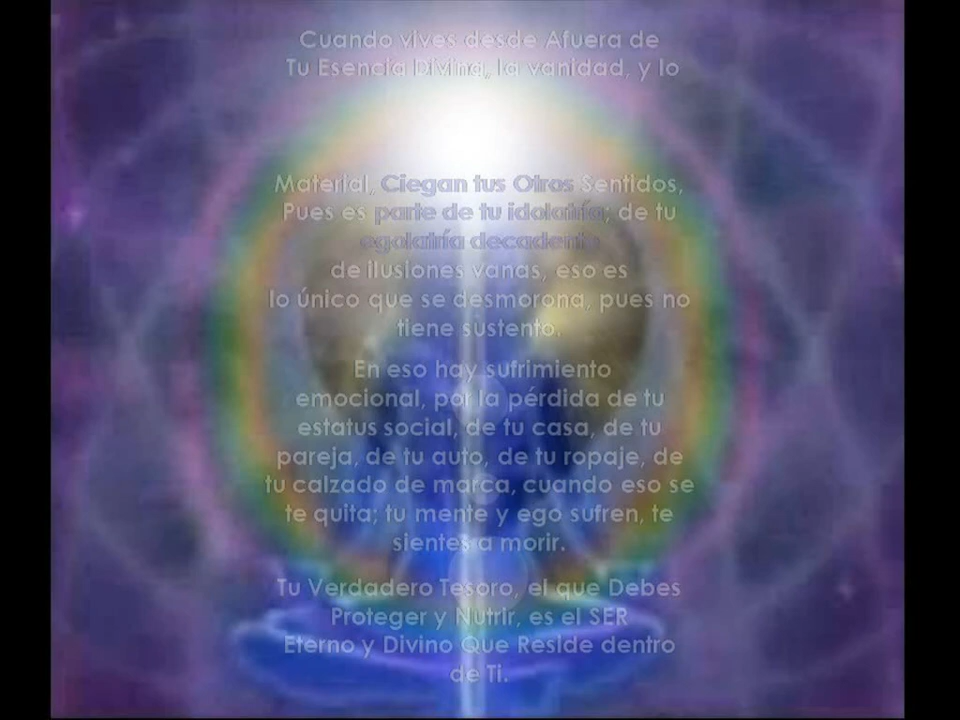 Cuando vives desde Afuera de
Tu Esencia Divina, la vanidad, y lo
Material, Ciegan tus Otros Sentidos,
Pues es parte de tu idolatría; de tu
egolatría decadente
de ilusiones vanas, eso es
lo único que se desmorona, pues no
tiene sustento.
En eso hay sufrimiento
emocional, por la pérdida de tu
estatus social, de tu casa, de tu
pareja, de tu auto, de tu ropaje, de
tu calzado de marca, cuando eso se
te quita; tu mente y ego sufren, te
sientes a morir.
Tu Verdadero Tesoro, el que Debes
Proteger y Nutrir, es el SER
Eterno y Divino Que Reside dentro
de Ti.